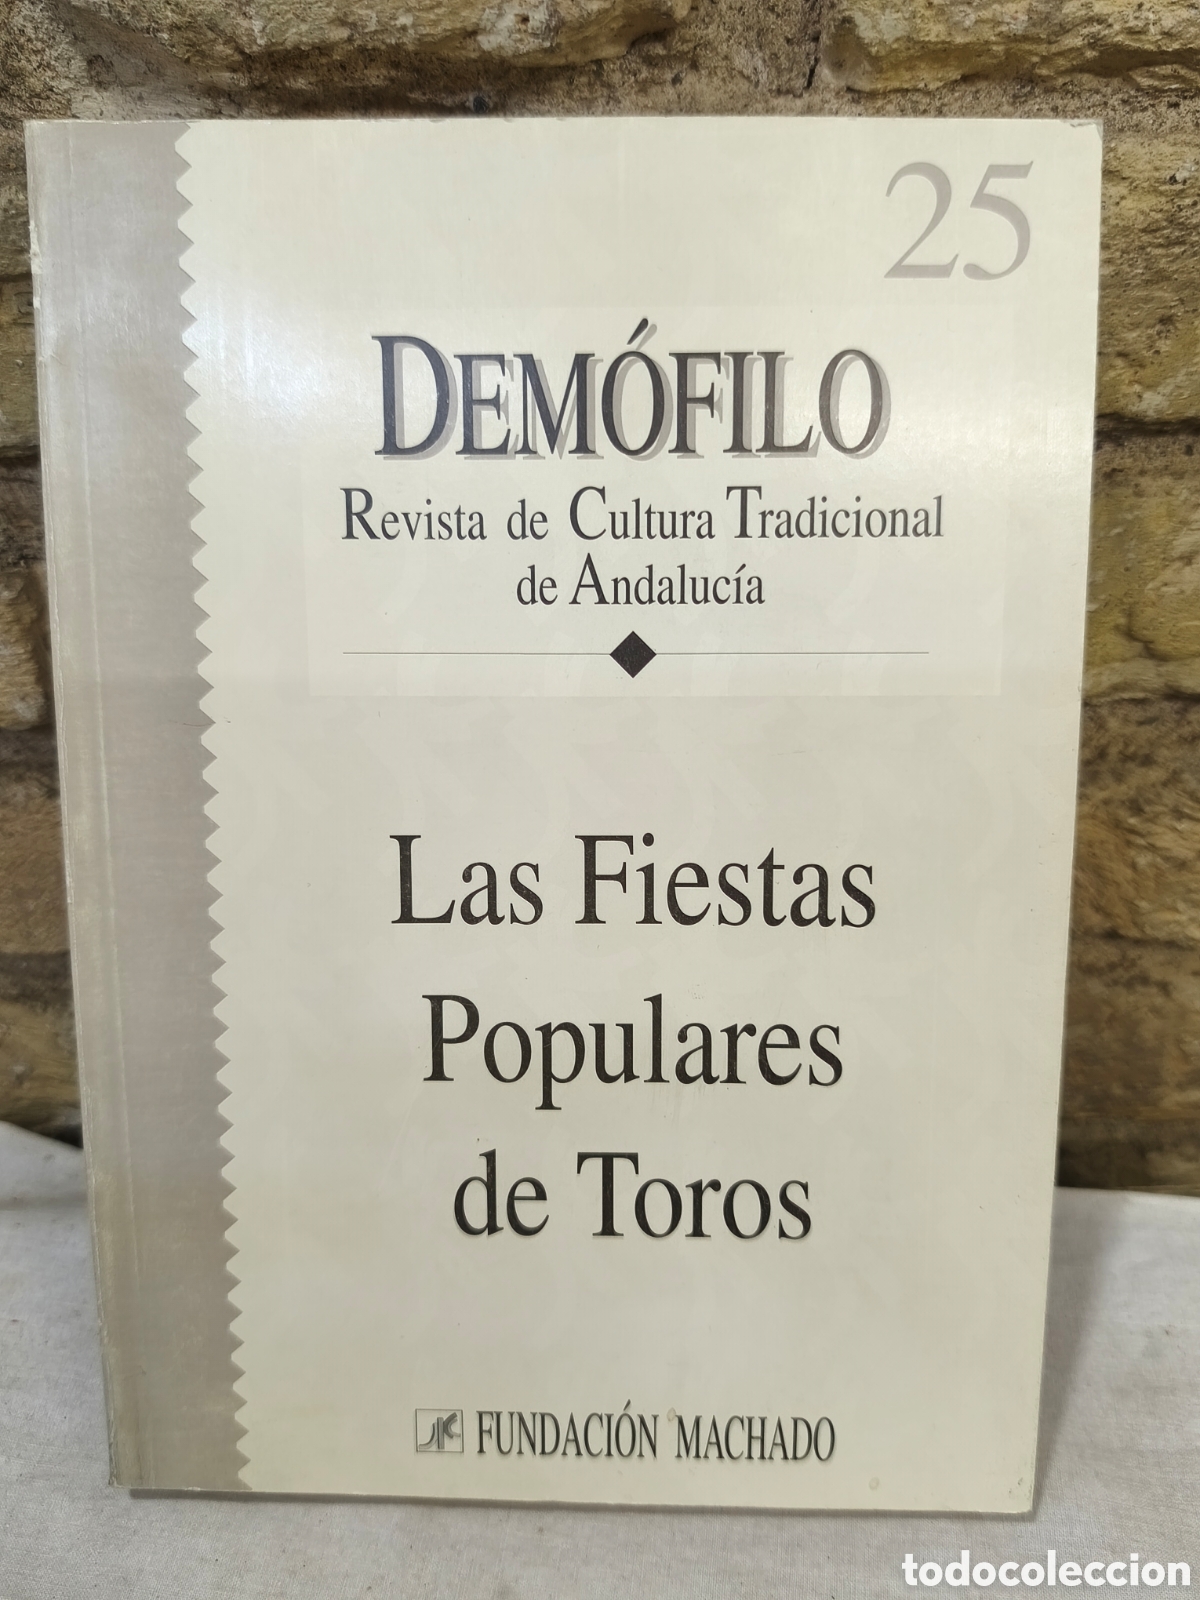 25
DEMÓFILO
Revista de Cultura Tradicional
de Andalucía
Las Fiestas
Populares
de Toros
FUNDACIÓN MACHADO
todocoleccion